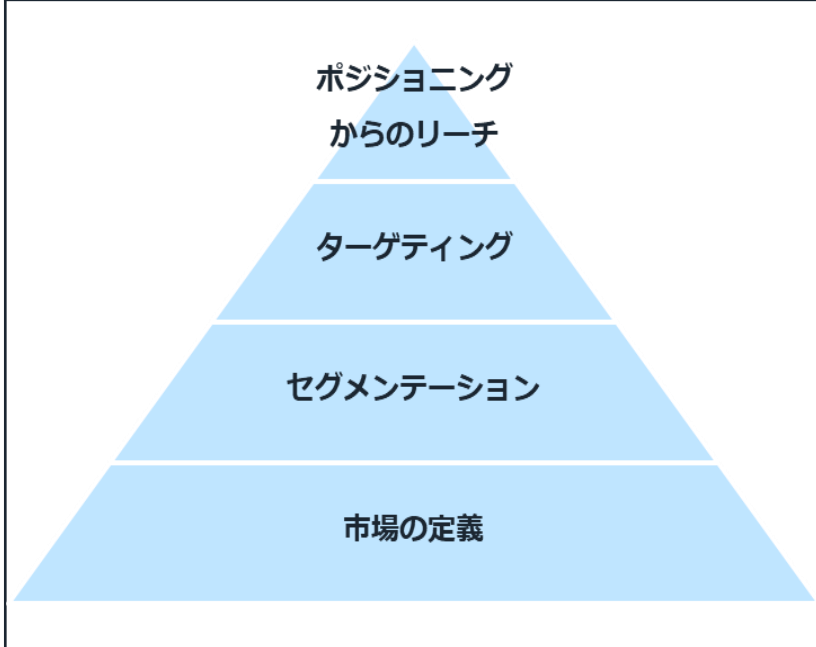 ポジショニング
からのリーチ
ターゲティング
セグメンテーション
市場の定義